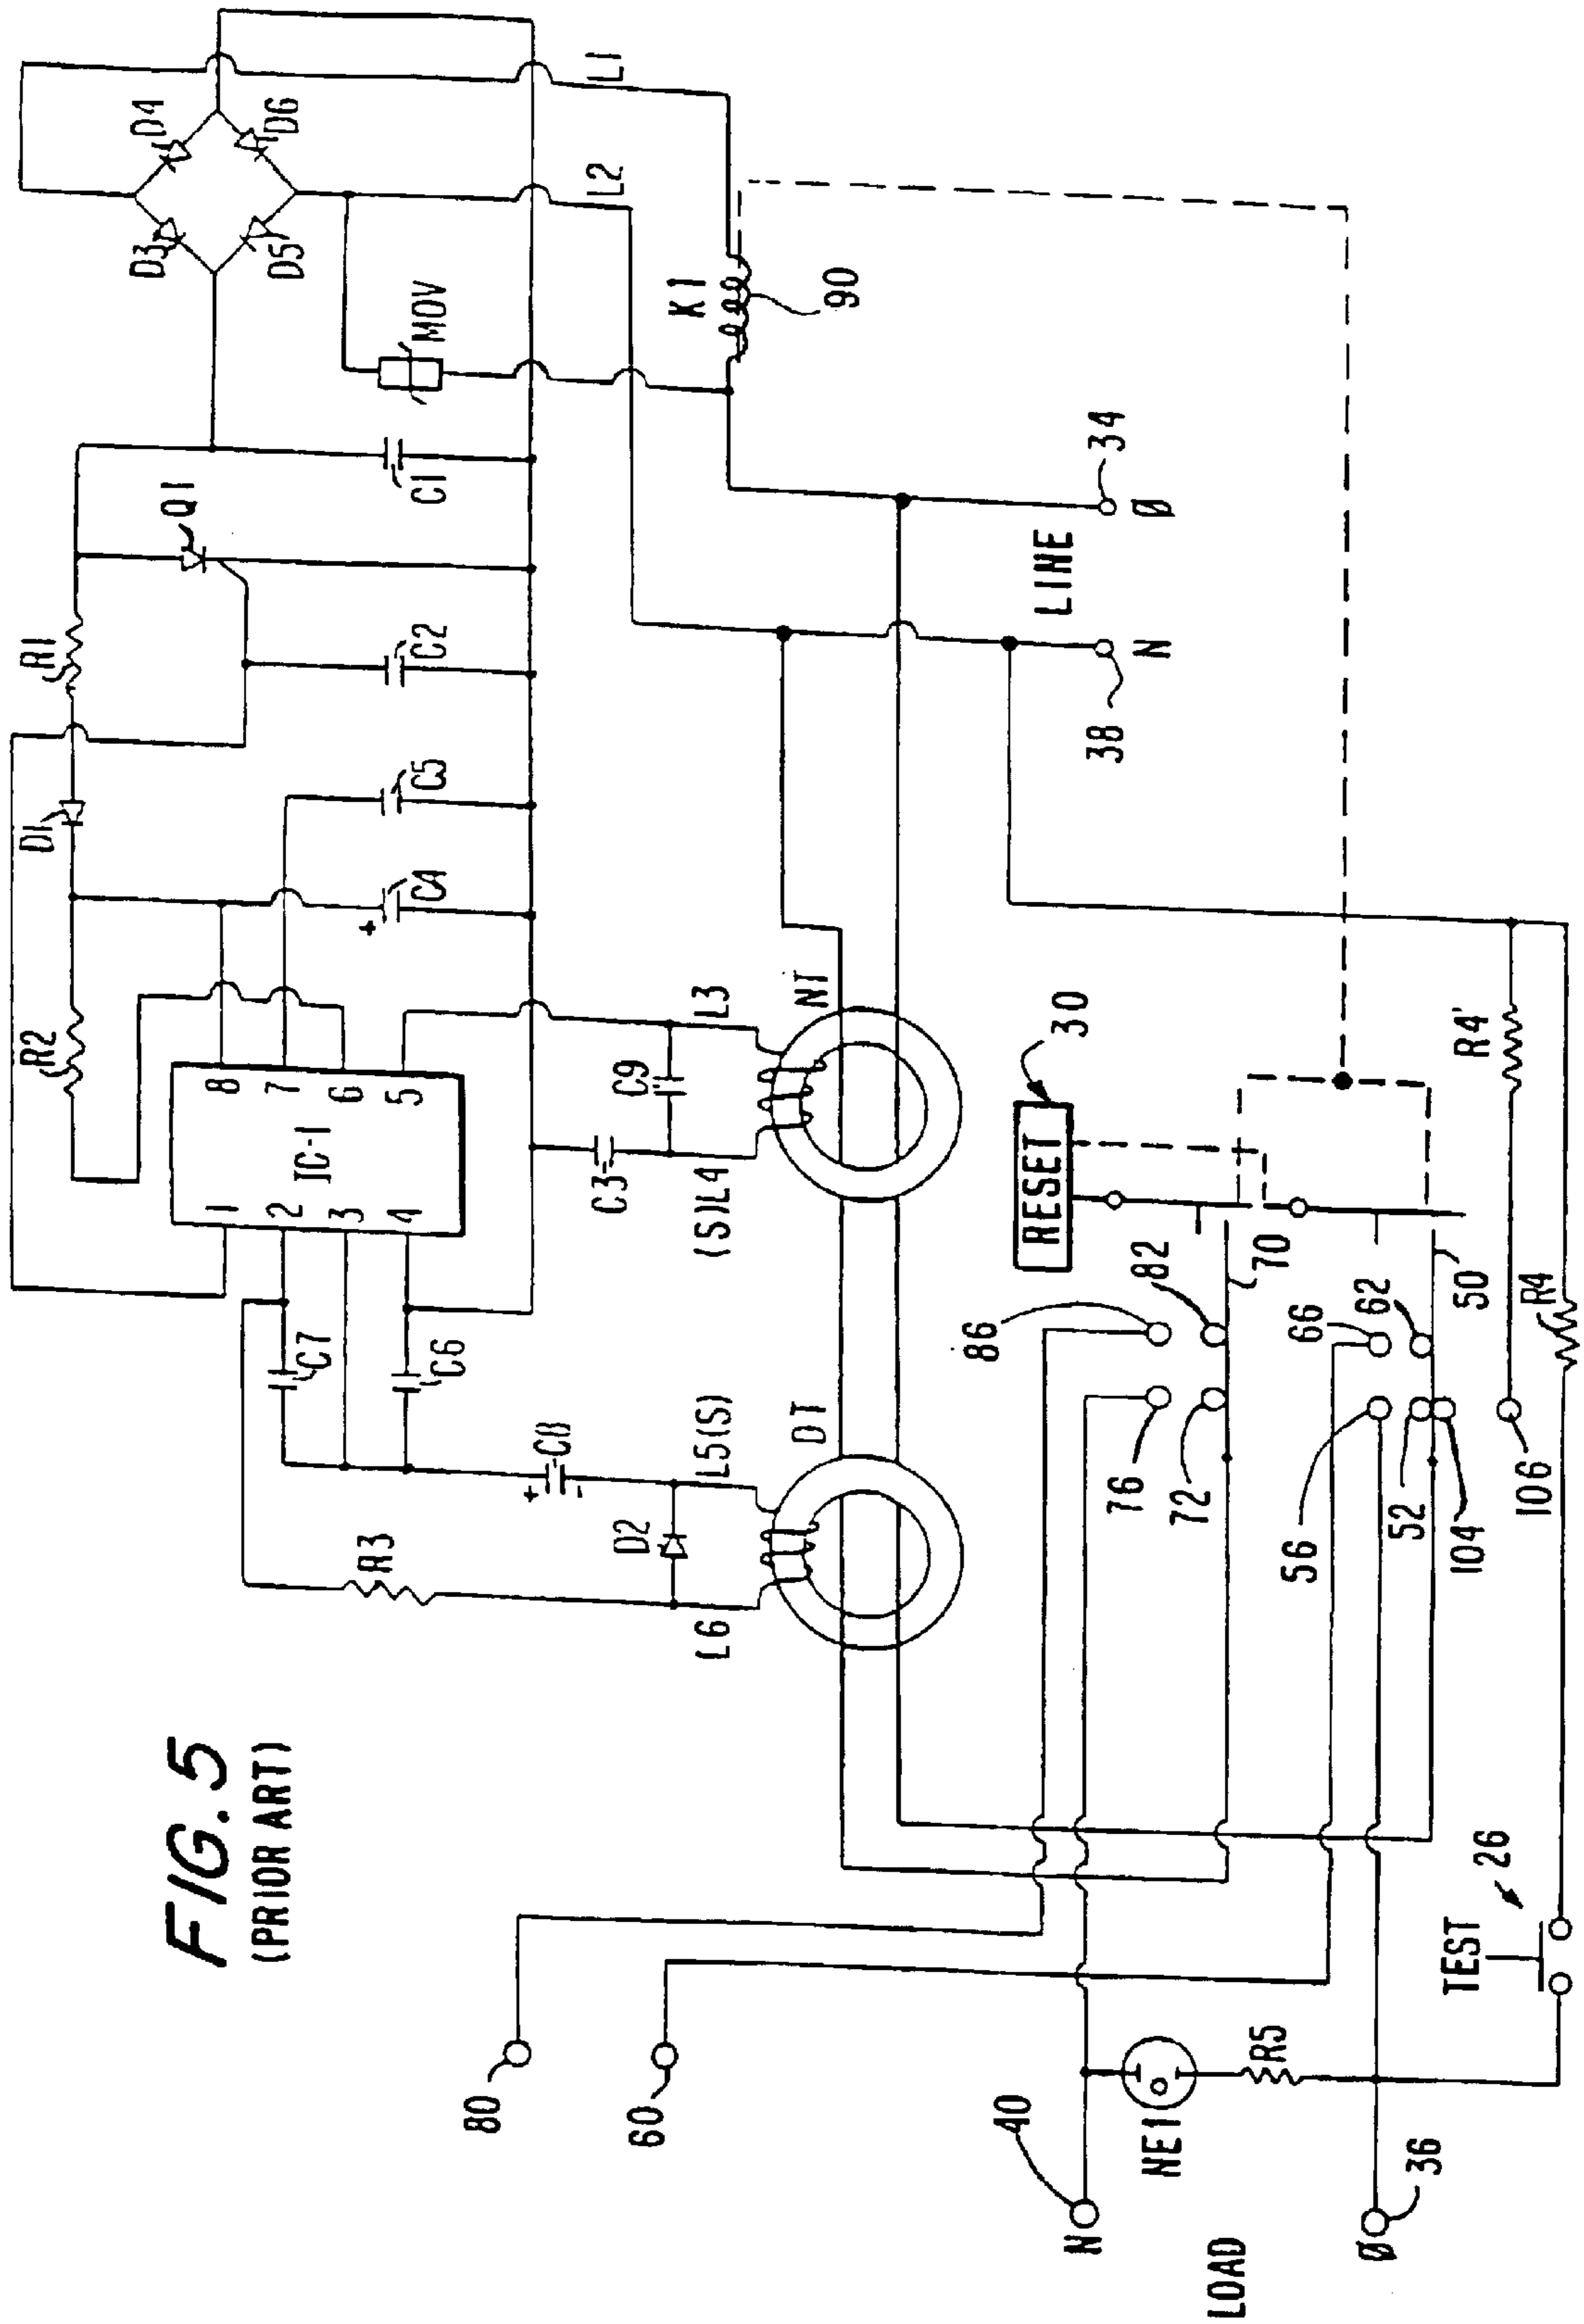 FIG. 5
(PRIOR ART)
L1
L2
D4
D6
D3
D5
MOV
K1
90
C1
Q1
R1
C2
C5
D1
C4
+
R2
8
7
6
5
IC-1
1
2
3
4
C7
C6
C8
+
-
R3
D2
L5(S)
L6
DT
C9
C3
L3
(S)L4
NT
34
Ø
LINE
N
38
RESET
30
R4'
R4
82
70
86
76
72
66
62
50
56
52
104
106
TEST
26
80
60
40
N
NE1
R5
LOAD
Ø
36